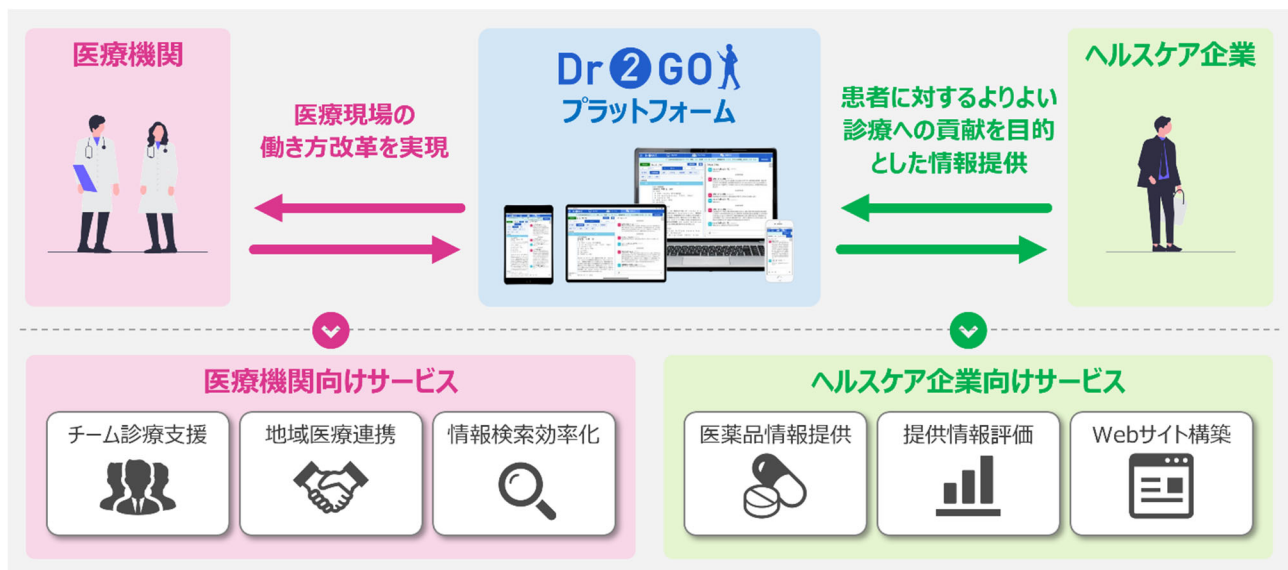 医療機関
医療現場の
働き方改革を実現
Dr2GO
プラットフォーム
患者に対するよりよい
診療への貢献を目的
とした情報提供
ヘルスケア企業
医療機関向けサービス
チーム診療支援
地域医療連携
情報検索効率化
ヘルスケア企業向けサービス
医薬品情報提供
提供情報評価
Webサイト構築